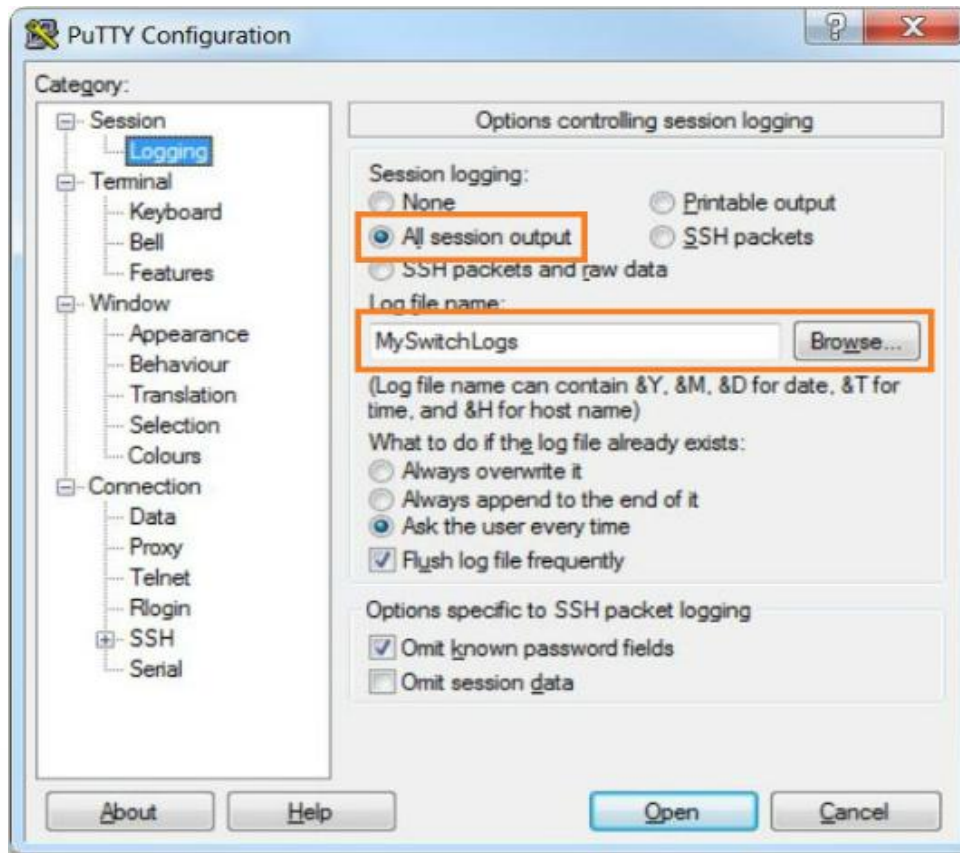 PuTTY Configuration
Category:
Session
Logging
Terminal
Keyboard
Bell
Features
Window
Appearance
Behaviour
Translation
Selection
Colours
Connection
Data
Proxy
Telnet
Rlogin
SSH
Serial
Options controlling session logging
Session logging:
None
Printable output
All session output
SSH packets
SSH packets and raw data
Log file name:
MySwitchLogs
Browse...
(Log file name can contain &Y, &M, &D for date, &T for
time, and &H for host name)
What to do if the log file already exists:
Always overwrite it
Always append to the end of it
Ask the user every time
Flush log file frequently
Options specific to SSH packet logging
Omit known password fields
Omit session data
About
Help
Open
Cancel